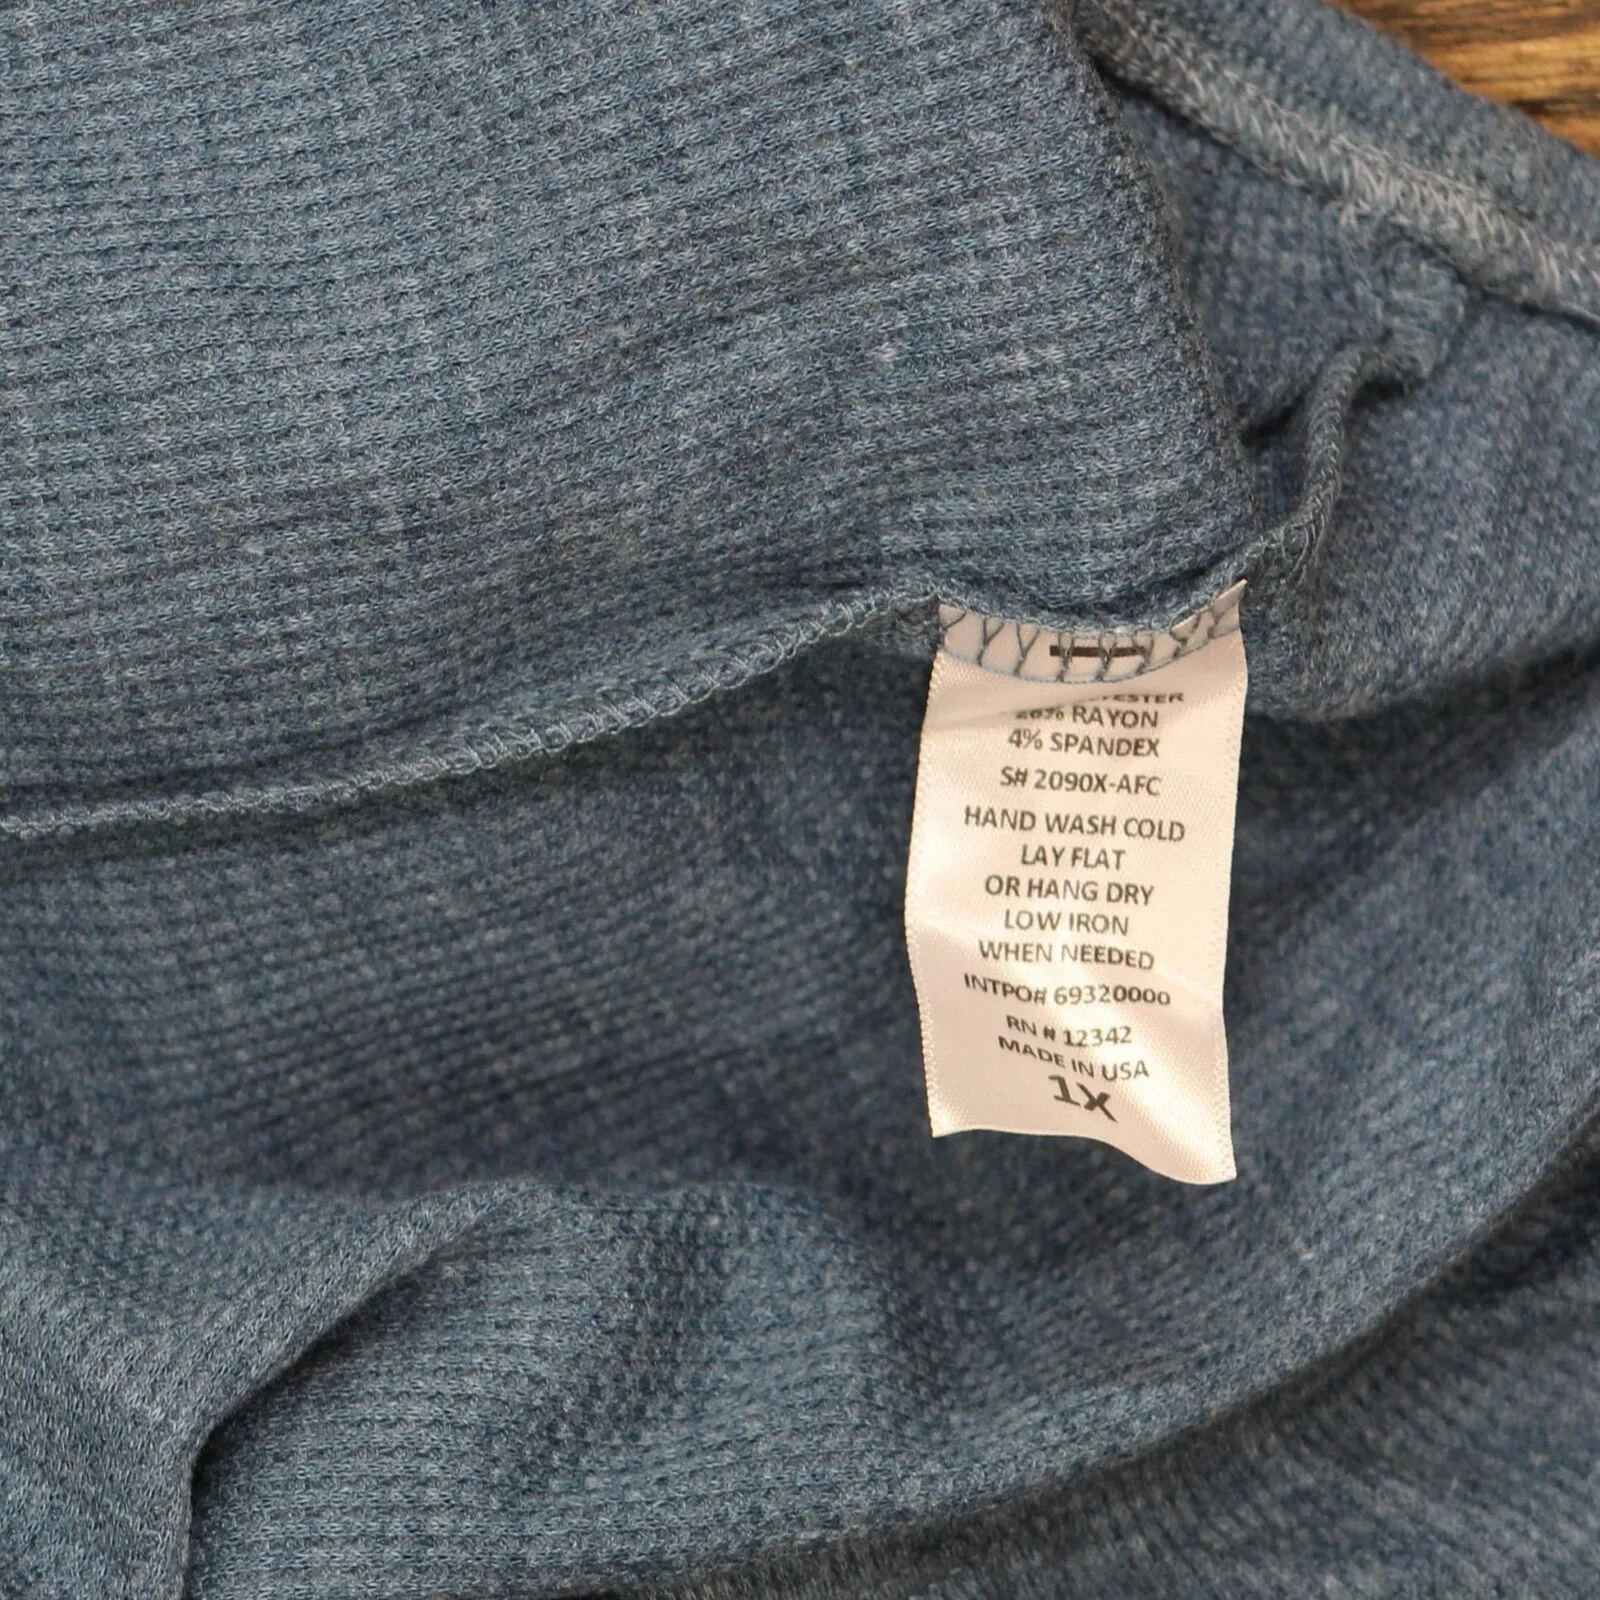 RAYON
4% SPANDEX
S# 2090X-AFC
HAND WASH COLD
LAY FLAT
OR HANG DRY
LOW IRON
WHEN NEEDED
INTPO# 69320000
RN # 12342
MADE IN USA
1X